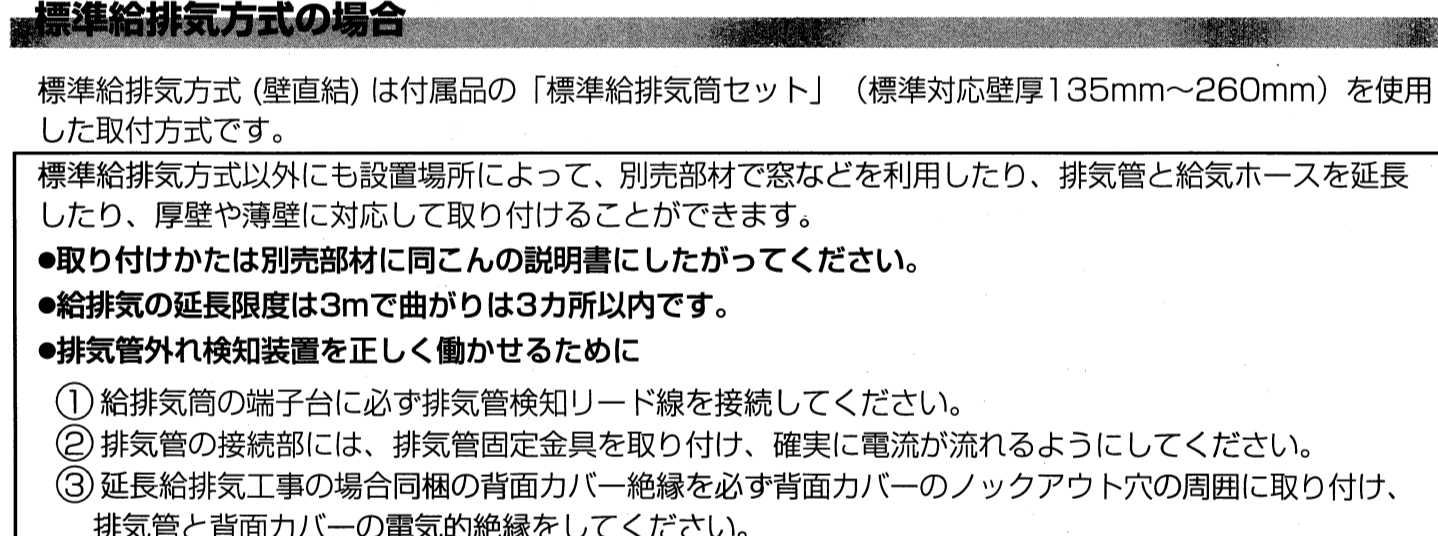 標準給排気方式の場合
標準給排気方式 (壁直結) は付属品の「標準給排気筒セット」（標準対応壁厚135mm～260mm）を使用
した取付方式です。
標準給排気方式以外にも設置場所によって、別売部材で窓などを利用したり、排気管と給気ホースを延長
したり、厚壁や薄壁に対応して取り付けることができます。
●取り付けかたは別売部材に同こんの説明書にしたがってください。
●給排気の延長限度は3mで曲がりは3カ所以内です。
●排気管外れ検知装置を正しく働かせるために
① 給排気筒の端子台に必ず排気管検知リード線を接続してください。
② 排気管の接続部には、排気管固定金具を取り付け、確実に電流が流れるようにしてください。
③ 延長給排気工事の場合同梱の背面カバー絶縁を必ず背面カバーのノックアウト穴の周囲に取り付け、
排気管と背面カバーの電気的絶縁をしてください。